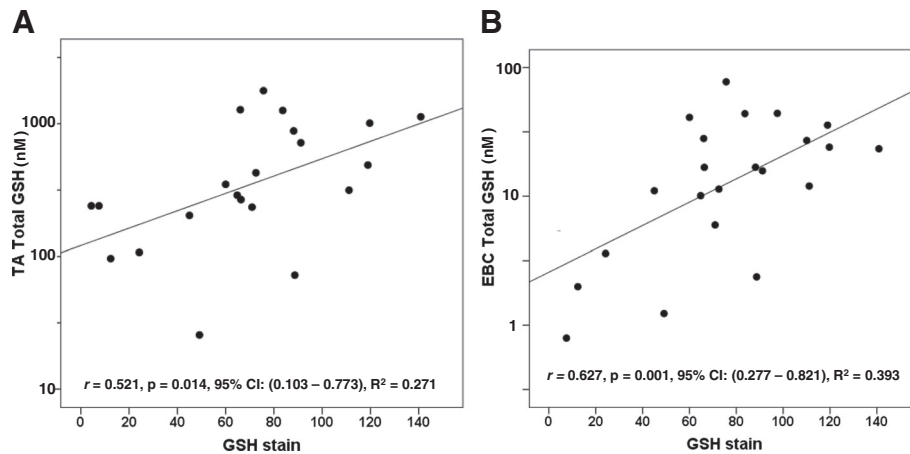 A
TA Total GSH (nM)
1000
100
10
r = 0.521, p = 0.014, 95% CI: (0.103 – 0.773), R² = 0.271
0 20 40 60 80 100 120 140
GSH stain
B
EBC Total GSH (nM)
100
10
1
r = 0.627, p = 0.001, 95% CI: (0.277 – 0.821), R² = 0.393
0 20 40 60 80 100 120 140
GSH stain